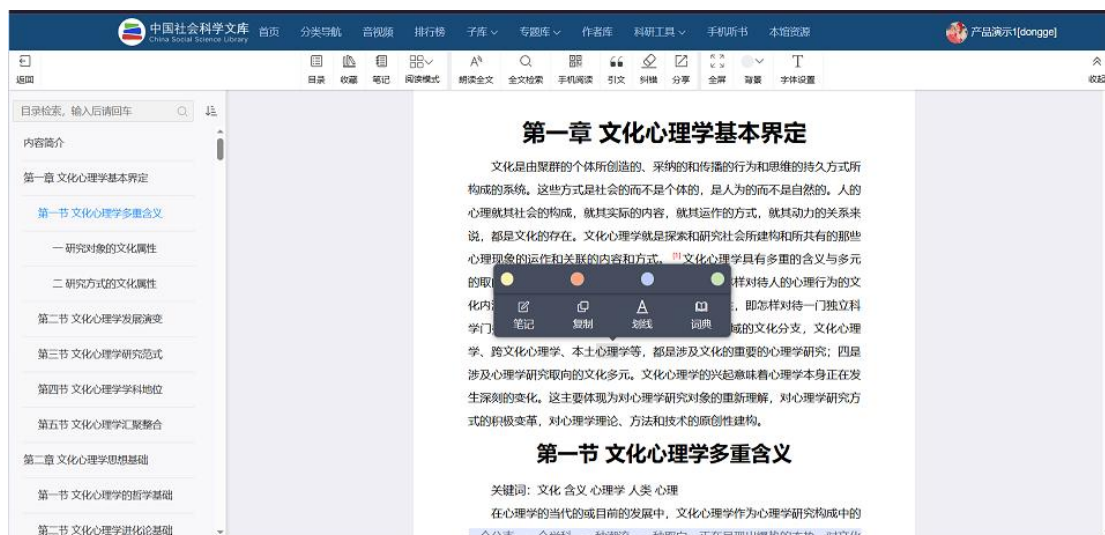 中国社会科学文库
China Social Science Library
首页 分类导航 音视频 排行榜 子库 专题库 作者库 科研工具 手机听书 本馆资源
产品演示1[dongge]
返回 目录 收藏 笔记 阅读模式 朗读全文 全文检索 手机阅读 引文 纠错 分享 全屏 背景 字体设置 收起
目录检索，输入后请回车
内容简介
第一章 文化心理学基本界定
第一节 文化心理学多重含义
一 研究对象的文化属性
二 研究方式的文化属性
第二节 文化心理学发展演变
第三节 文化心理学研究范式
第四节 文化心理学学科地位
第五节 文化心理学汇聚整合
第二章 文化心理学思想基础
第一节 文化心理学的哲学基础
第二节 文化心理学进化论基础
第一章 文化心理学基本界定
文化是由聚群的个体所创造的、采纳的和传播的行为和思维的持久方式所
构成的系统。这些方式是社会的而不是个体的，是人为的而不是自然的。人的
心理就其社会的构成，就其实际的内容，就其运作的方式，就其动力的关系来
说，都是文化的存在。文化心理学就是探索和研究社会所建构和所共有的那些
心理现象的运作和关联的内容和方式。[1]文化心理学具有多重的含义与多元
的取
样对待人的心理行为的文
化内
，即怎样对待一门独立科
学门
域的文化分支，文化心理
笔记 复制 划线 词典
学、跨文化心理学、本土心理学等，都是涉及文化的重要的心理学研究；四是
涉及心理学研究取向的文化多元。文化心理学的兴起意味着心理学本身正在发
生深刻的变化。这主要体现为对心理学研究对象的重新理解，对心理学研究方
式的积极变革，对心理学理论、方法和技术的原创性建构。
第一节 文化心理学多重含义
关键词：文化 含义 心理学 人类 心理
在心理学的当代的或目前的发展中，文化心理学作为心理学研究构成中的